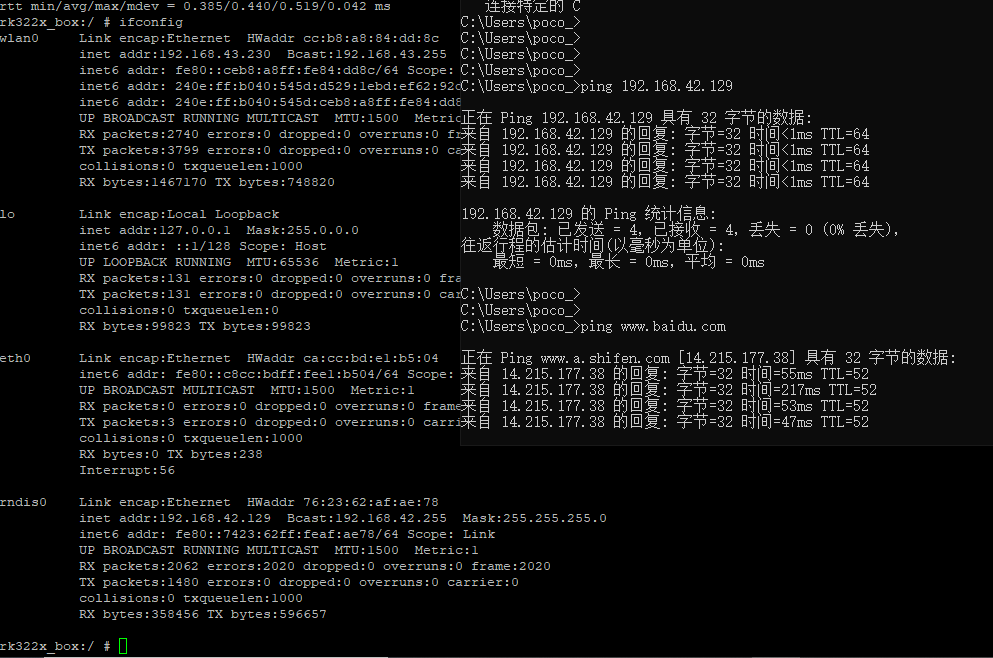 rtt min/avg/max/mdev = 0.385/0.440/0.519/0.042 ms
rk322x_box:/ # ifconfig
wlan0     Link encap:Ethernet  HWaddr cc:b8:a8:84:dd:8c
          inet addr:192.168.43.230  Bcast:192.168.43.255
          inet6 addr: fe80::ceb8:a8ff:fe84:dd8c/64 Scope:
          inet6 addr: 240e:ff:b040:545d:d529:1ebd:ef62:92d
          inet6 addr: 240e:ff:b040:545d:ceb8:a8ff:fe84:dd8
          UP BROADCAST RUNNING MULTICAST  MTU:1500  Metric
          RX packets:2740 errors:0 dropped:0 overruns:0 fr
          TX packets:3799 errors:0 dropped:0 overruns:0 ca
          collisions:0 txqueuelen:1000
          RX bytes:1467170 TX bytes:748820
lo        Link encap:Local Loopback
          inet addr:127.0.0.1  Mask:255.0.0.0
          inet6 addr: ::1/128 Scope: Host
          UP LOOPBACK RUNNING  MTU:65536  Metric:1
          RX packets:131 errors:0 dropped:0 overruns:0 fra
          TX packets:131 errors:0 dropped:0 overruns:0 car
          collisions:0 txqueuelen:0
          RX bytes:99823 TX bytes:99823
eth0      Link encap:Ethernet  HWaddr ca:cc:bd:e1:b5:04
          inet6 addr: fe80::c8cc:bdff:fee1:b504/64 Scope:
          UP BROADCAST MULTICAST  MTU:1500  Metric:1
          RX packets:0 errors:0 dropped:0 overruns:0 frame
          TX packets:3 errors:0 dropped:0 overruns:0 carri
          collisions:0 txqueuelen:1000
          RX bytes:0 TX bytes:238
          Interrupt:56
rndis0    Link encap:Ethernet  HWaddr 76:23:62:af:ae:78
          inet addr:192.168.42.129  Bcast:192.168.42.255  Mask:255.255.255.0
          inet6 addr: fe80::7423:62ff:feaf:ae78/64 Scope: Link
          UP BROADCAST RUNNING MULTICAST  MTU:1500  Metric:1
          RX packets:2062 errors:2020 dropped:0 overruns:0 frame:2020
          TX packets:1480 errors:0 dropped:0 overruns:0 carrier:0
          collisions:0 txqueuelen:1000
          RX bytes:358456 TX bytes:596657
rk322x_box:/ #
连接特定的 C
C:\Users\poco_>
C:\Users\poco_>
C:\Users\poco_>
C:\Users\poco_>
C:\Users\poco_>ping 192.168.42.129
正在 Ping 192.168.42.129 具有 32 字节的数据:
来自 192.168.42.129 的回复: 字节=32 时间<1ms TTL=64
来自 192.168.42.129 的回复: 字节=32 时间<1ms TTL=64
来自 192.168.42.129 的回复: 字节=32 时间<1ms TTL=64
来自 192.168.42.129 的回复: 字节=32 时间<1ms TTL=64
192.168.42.129 的 Ping 统计信息:
    数据包: 已发送 = 4, 已接收 = 4, 丢失 = 0 (0% 丢失),
往返行程的估计时间(以毫秒为单位):
    最短 = 0ms, 最长 = 0ms, 平均 = 0ms
C:\Users\poco_>
C:\Users\poco_>
C:\Users\poco_>ping www.baidu.com
正在 Ping www.a.shifen.com [14.215.177.38] 具有 32 字节的数据:
来自 14.215.177.38 的回复: 字节=32 时间=55ms TTL=52
来自 14.215.177.38 的回复: 字节=32 时间=217ms TTL=52
来自 14.215.177.38 的回复: 字节=32 时间=53ms TTL=52
来自 14.215.177.38 的回复: 字节=32 时间=47ms TTL=52